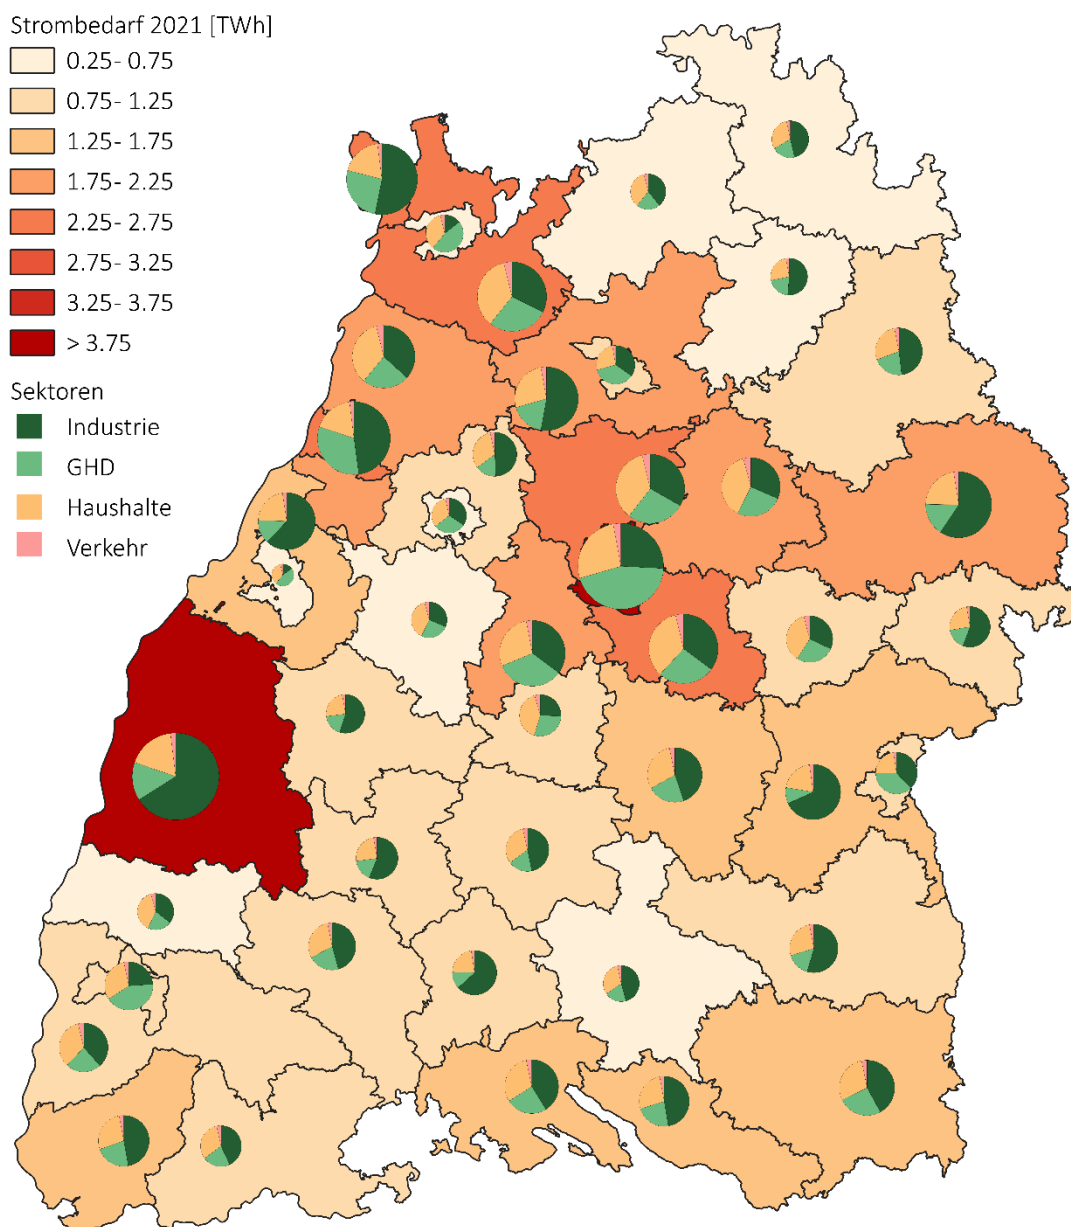 Strombedarf 2021 [TWh]
0.25- 0.75
0.75- 1.25
1.25- 1.75
1.75- 2.25
2.25- 2.75
2.75- 3.25
3.25- 3.75
> 3.75
Sektoren
Industrie
GHD
Haushalte
Verkehr